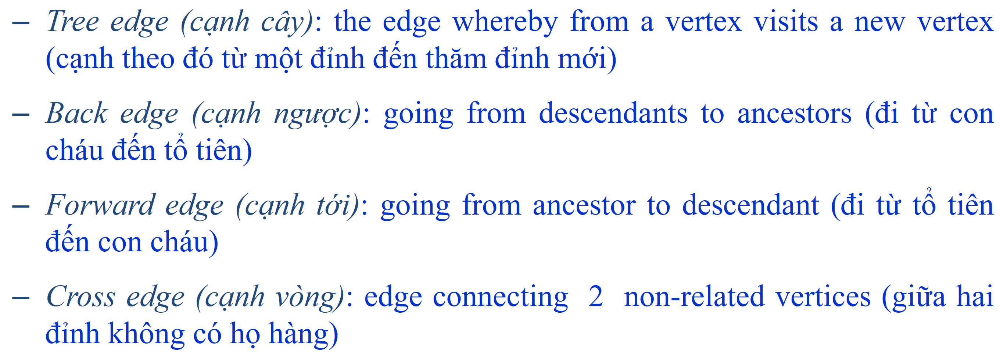 – Tree edge (cạnh cây): the edge whereby from a vertex visits a new vertex
(cạnh theo đó từ một đỉnh đến thăm đỉnh mới)
– Back edge (cạnh ngược): going from descendants to ancestors (đi từ con
cháu đến tổ tiên)
– Forward edge (cạnh tới): going from ancestor to descendant (đi từ tổ tiên
đến con cháu)
– Cross edge (cạnh vòng): edge connecting 2 non-related vertices (giữa hai
đỉnh không có họ hàng)